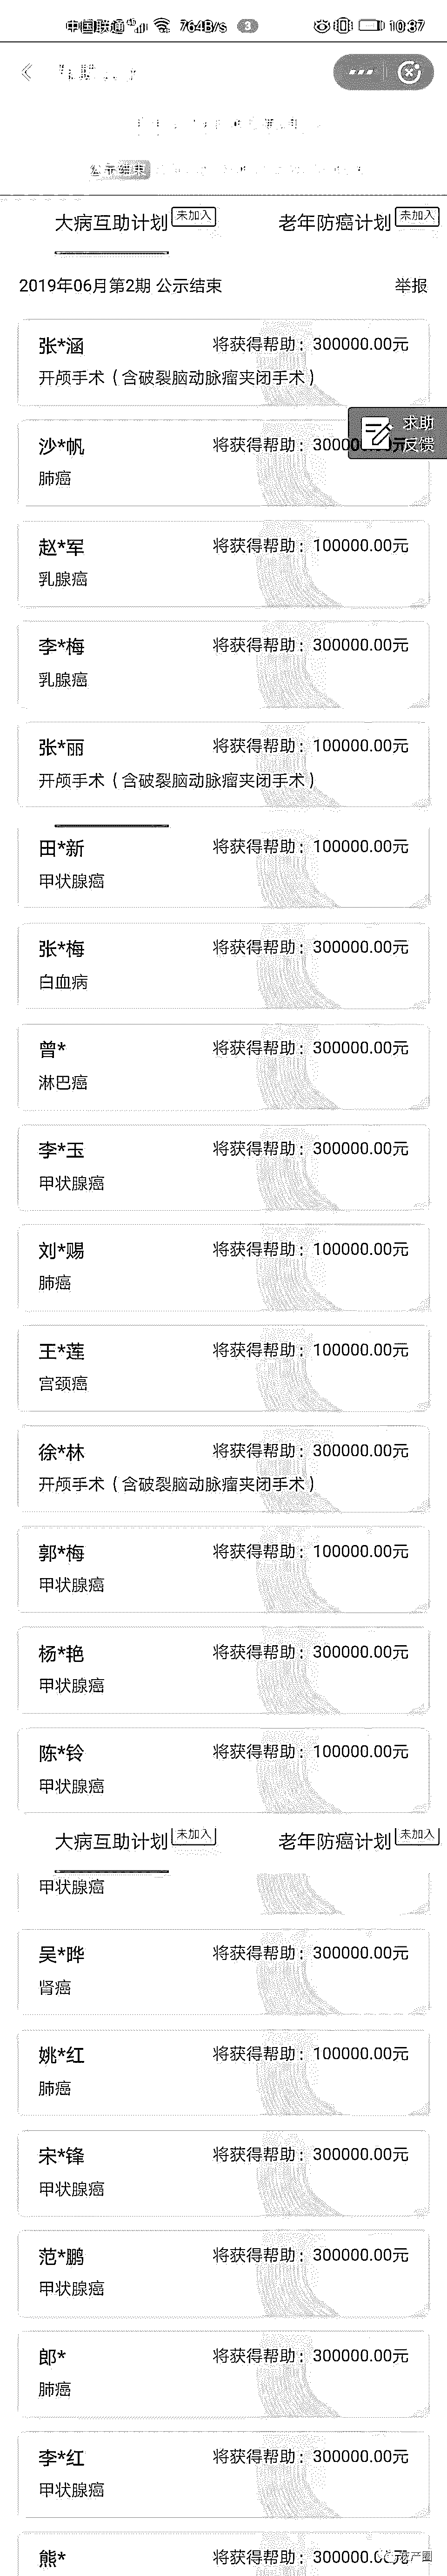 中国联通 764B/s 3 10:37
公示结束
大病互助计划 未加入 老年防癌计划 未加入
2019年06月第2期 公示结束 举报
张*涵 将获得帮助：300000.00元
开颅手术（含破裂脑动脉瘤夹闭手术）
沙*帆 将获得帮助：300000.00元
求助
反馈
肺癌
赵*军 将获得帮助：100000.00元
乳腺癌
李*梅 将获得帮助：300000.00元
乳腺癌
张*丽 将获得帮助：100000.00元
开颅手术（含破裂脑动脉瘤夹闭手术）
田*新 将获得帮助：100000.00元
甲状腺癌
张*梅 将获得帮助：300000.00元
白血病
曾* 将获得帮助：300000.00元
淋巴癌
李*玉 将获得帮助：300000.00元
甲状腺癌
刘*赐 将获得帮助：100000.00元
肺癌
王*莲 将获得帮助：100000.00元
宫颈癌
徐*林 将获得帮助：300000.00元
开颅手术（含破裂脑动脉瘤夹闭手术）
郭*梅 将获得帮助：100000.00元
甲状腺癌
杨*艳 将获得帮助：300000.00元
甲状腺癌
陈*铃 将获得帮助：100000.00元
甲状腺癌
大病互助计划 未加入 老年防癌计划 未加入
甲状腺癌
吴*晔 将获得帮助：300000.00元
肾癌
姚*红 将获得帮助：100000.00元
肺癌
宋*锋 将获得帮助：300000.00元
甲状腺癌
范*鹏 将获得帮助：300000.00元
甲状腺癌
郎* 将获得帮助：300000.00元
肺癌
李*红 将获得帮助：300000.00元
甲状腺癌
熊* 将获得帮助：300000.00元